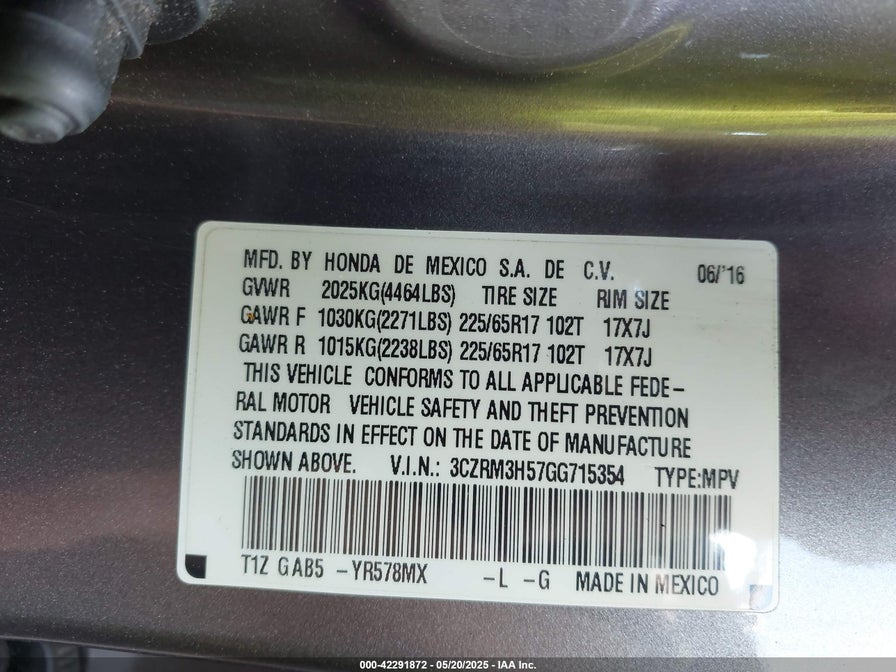 MFD. BY HONDA DE MEXICO S.A. DE C.V. 06/'16
GVWR 2025KG(4464LBS) TIRE SIZE RIM SIZE
GAWR F 1030KG(2271LBS) 225/65R17 102T 17X7J
GAWR R 1015KG(2238LBS) 225/65R17 102T 17X7J
THIS VEHICLE CONFORMS TO ALL APPLICABLE FEDE-
RAL MOTOR VEHICLE SAFETY AND THEFT PREVENTION
STANDARDS IN EFFECT ON THE DATE OF MANUFACTURE
SHOWN ABOVE. V.I.N.: 3CZRM3H57GG715354 TYPE:MPV
T1Z GAB5 -YR578MX -L -G MADE IN MEXICO
000-42291872 — 05/20/2025 - IAA Inc.